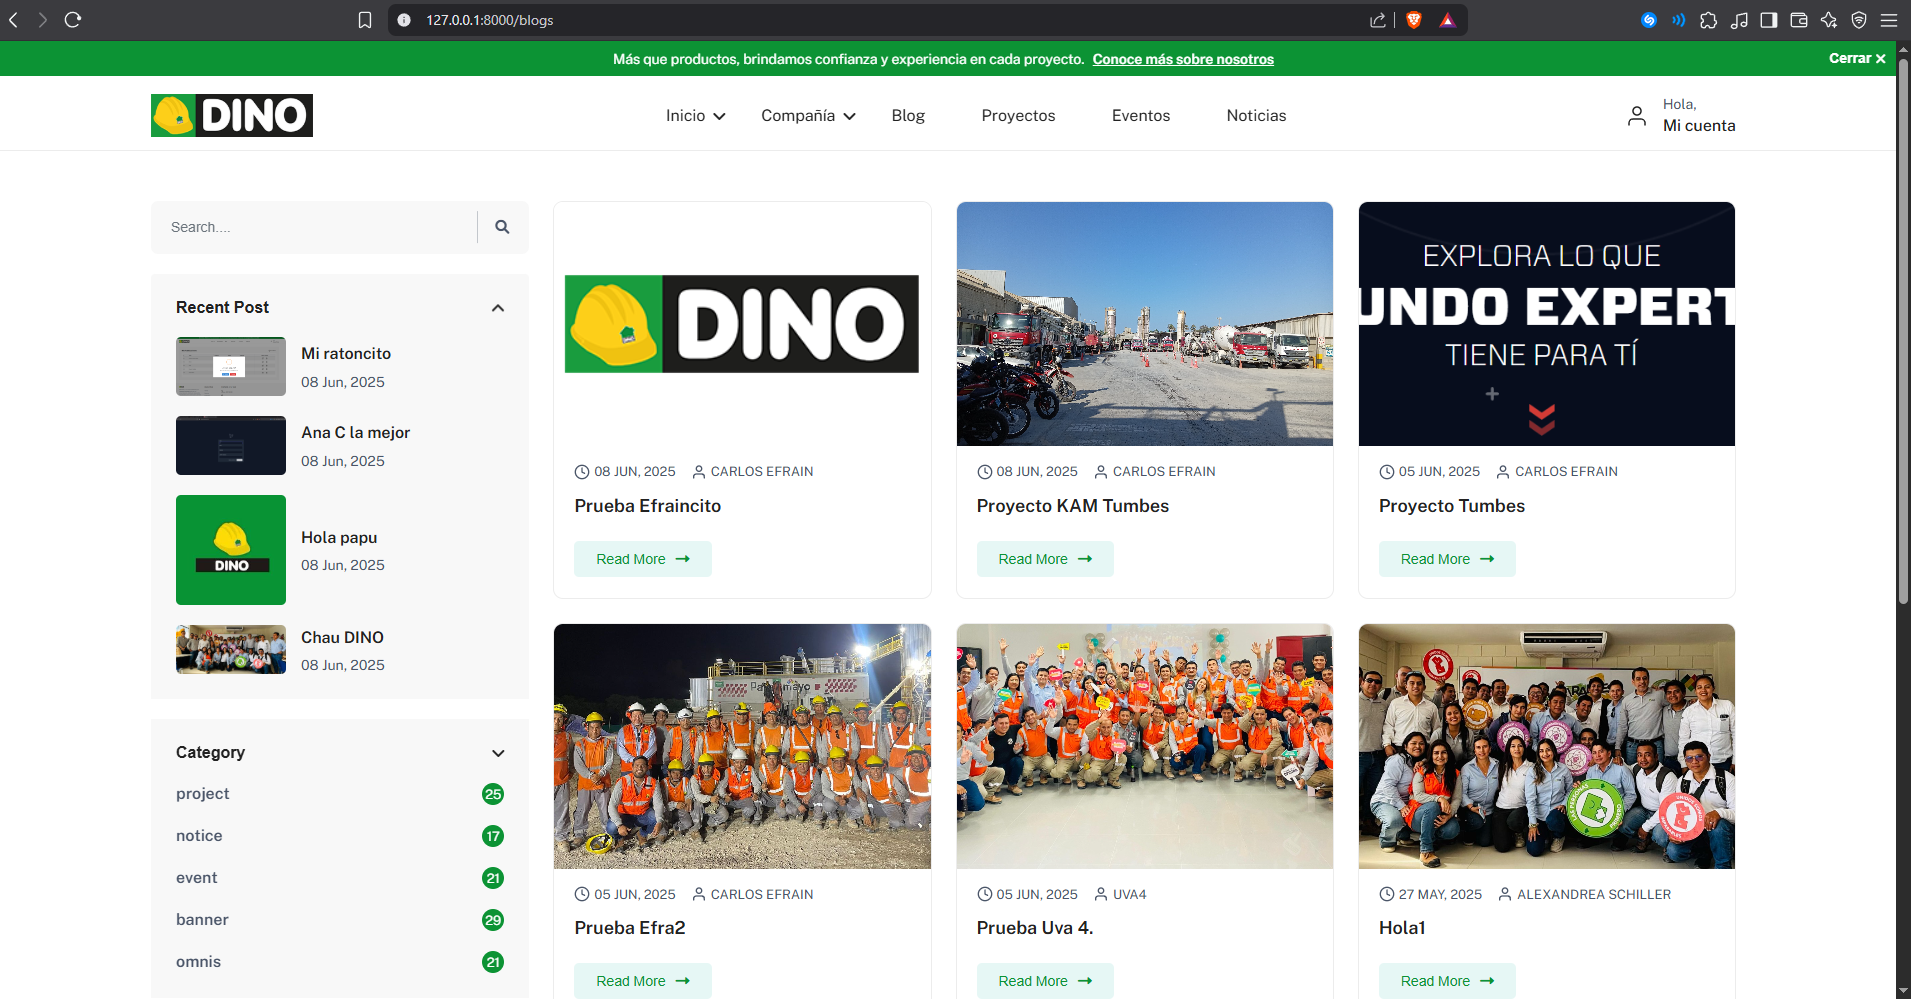 127.0.0.1:8000/blogs
Más que productos, brindamos confianza y experiencia en cada proyecto. Conoce más sobre nosotros
Cerrar ✕
DINO
Inicio
Compañía
Blog
Proyectos
Eventos
Noticias
Hola,
Mi cuenta
Search....
Recent Post
Mi ratoncito
08 Jun, 2025
Ana C la mejor
08 Jun, 2025
DINO
Hola papu
08 Jun, 2025
Chau DINO
08 Jun, 2025
Category
project 25
notice 17
event 21
banner 29
omnis 21
DINO
08 JUN, 2025 CARLOS EFRAIN
Prueba Efraincito
Read More →
08 JUN, 2025 CARLOS EFRAIN
Proyecto KAM Tumbes
Read More →
EXPLORA LO QUE
UNDO EXPERT
TIENE PARA TÍ
05 JUN, 2025 CARLOS EFRAIN
Proyecto Tumbes
Read More →
05 JUN, 2025 CARLOS EFRAIN
Prueba Efra2
Read More →
05 JUN, 2025 UVA4
Prueba Uva 4.
Read More →
27 MAY, 2025 ALEXANDREA SCHILLER
Hola1
Read More →